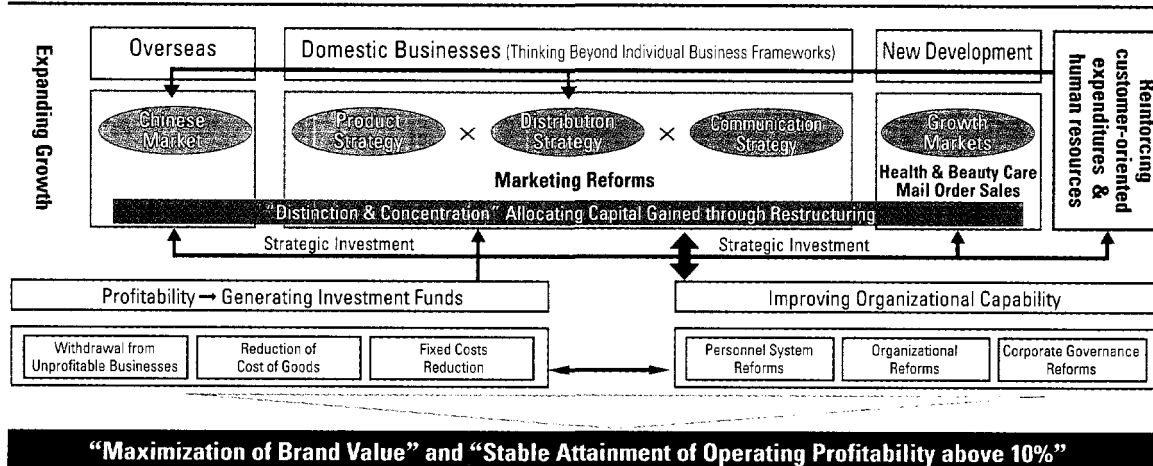 Expanding Growth
Overseas
Domestic Businesses (Thinking Beyond Individual Business Frameworks)
New Development
Renforcing
customer-oriented
expenditures &
human resources
Chinese
Market
Product
Strategy
×
Distribution
Strategy
×
Communication
Strategy
Growth
Markets
Marketing Reforms
Health & Beauty Care
Mail Order Sales
"Distinction & Concentration" Allocating Capital Gained through Restructuring
Strategic Investment
Strategic Investment
Profitability → Generating Investment Funds
Improving Organizational Capability
Withdrawal from
Unprofitable Businesses
Reduction of
Cost of Goods
Fixed Costs
Reduction
Personnel System
Reforms
Organizational
Reforms
Corporate Governance
Reforms
"Maximization of Brand Value" and "Stable Attainment of Operating Profitability above 10%"